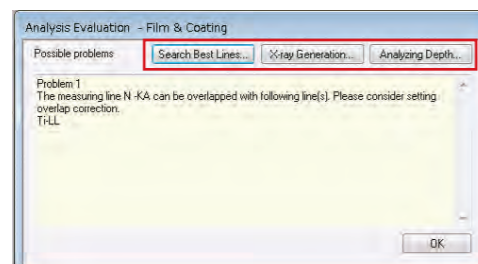 Analysis Evaluation - Film & Coating
Possible problems Search Best Lines... X-ray Generation... Analyzing Depth...
Problem 1
The measuring line N -KA can be overlapped with following line(s). Please consider setting
overlap correction.
Ti-LL
OK